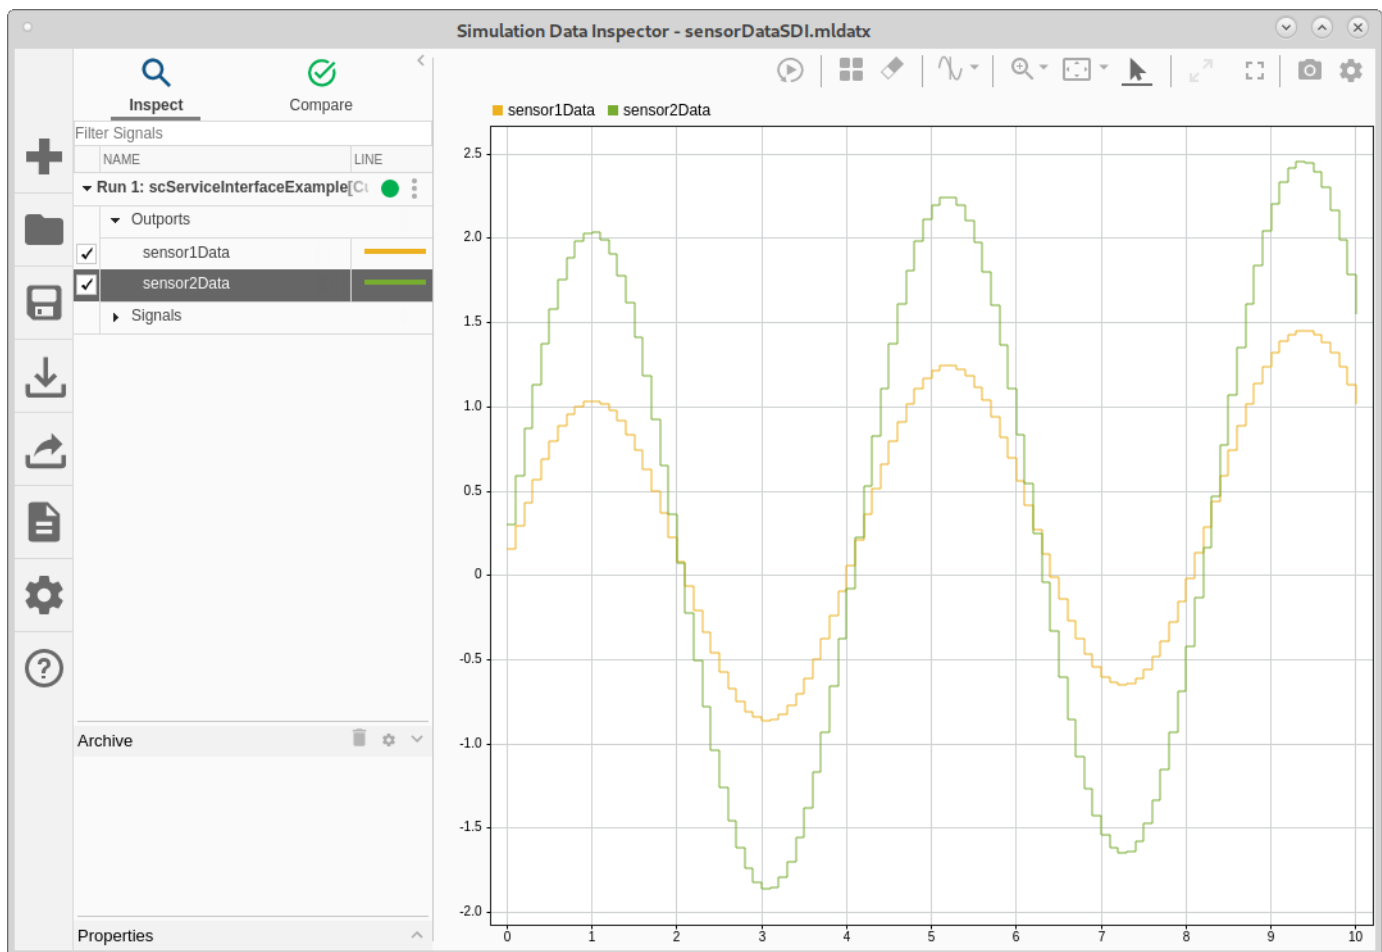 Simulation Data Inspector - sensorDataSDI.mldatx
Inspect
Compare
Filter Signals
NAME LINE
Run 1: scServiceInterfaceExample[Cu
Outports
sensor1Data
sensor2Data
Signals
Archive
Properties
sensor1Data sensor2Data
2.5
2.0
1.5
1.0
0.5
0
-0.5
-1.0
-1.5
-2.0
0 1 2 3 4 5 6 7 8 9 10